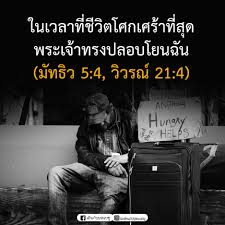 ในเวลาที่ชีวิตโศกเศร้าที่สุด
พระเจ้าทรงปลอบโยนฉัน
(มัทธิว 5:4, วิวรณ์ 21:4)
ANYTHING
Hungry
HELPS